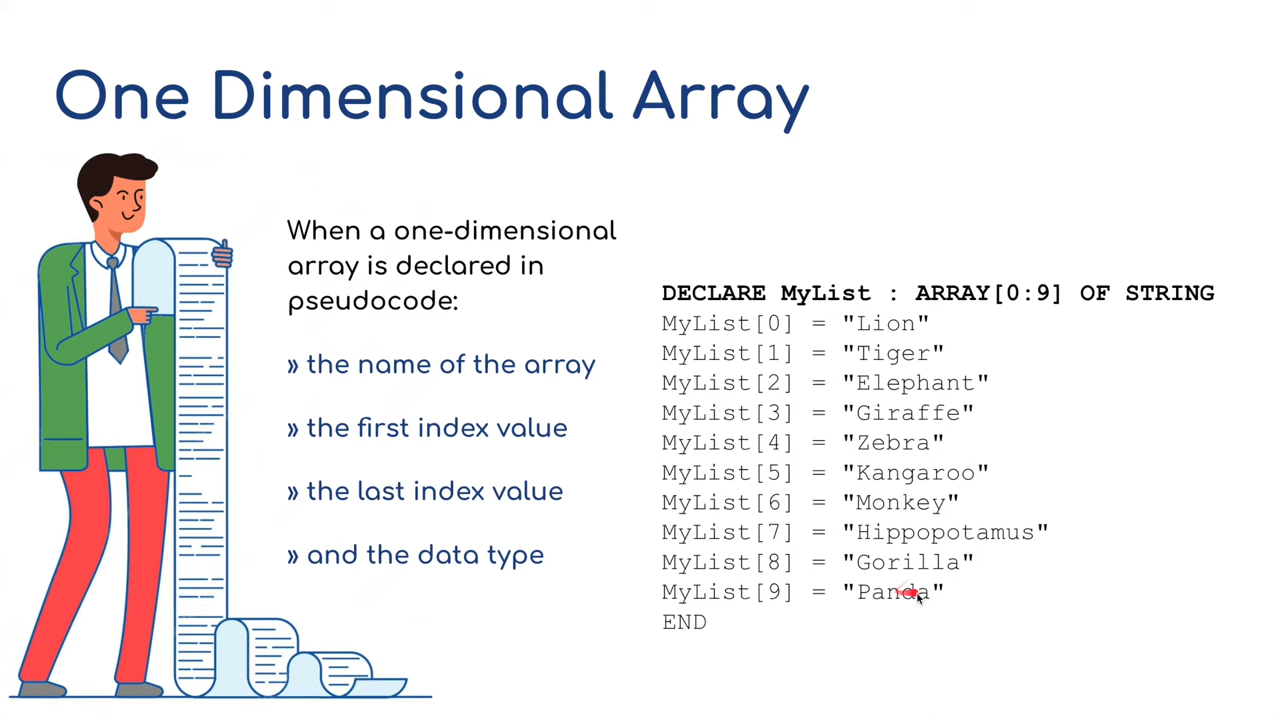 One Dimensional Array
When a one-dimensional
array is declared in
pseudocode:
» the name of the array
» the first index value
» the last index value
» and the data type
DECLARE MyList : ARRAY[0:9] OF STRING
MyList[0] = "Lion"
MyList[1] = "Tiger"
MyList[2] = "Elephant"
MyList[3] = "Giraffe"
MyList[4] = "Zebra"
MyList[5] = "Kangaroo"
MyList[6] = "Monkey"
MyList[7] = "Hippopotamus"
MyList[8] = "Gorilla"
MyList[9] = "Panda"
END